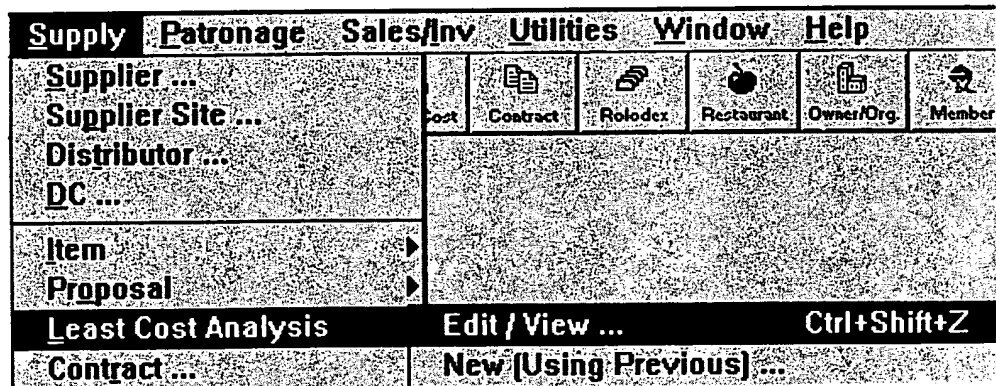 Supply Patronage Sales/Inv Utilities Window Help
Supplier ...
Supplier Site ...
Distributor ...
DC ...
Cost Contract Rolodex Restaurant Owner/Org Member
Item
Proposal
Least Cost Analysis Edit / View ... Ctrl+Shift+Z
Contract ... New (Using Previous) ...